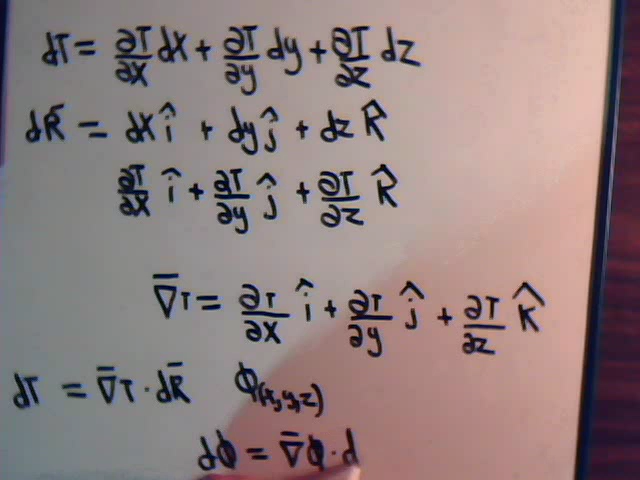 dT = ∂T/∂x dx + ∂T/∂y dy + ∂T/∂z dz
dR̄ = dx î + dy ĵ + dz k̂
∂T/∂x î + ∂T/∂y ĵ + ∂T/∂z k̂
∇̄T = ∂T/∂x î + ∂T/∂y ĵ + ∂T/∂z k̂
dT = ∇̄T · dR̄ ϕ(x,y,z)
dϕ = ∇̄ϕ · d